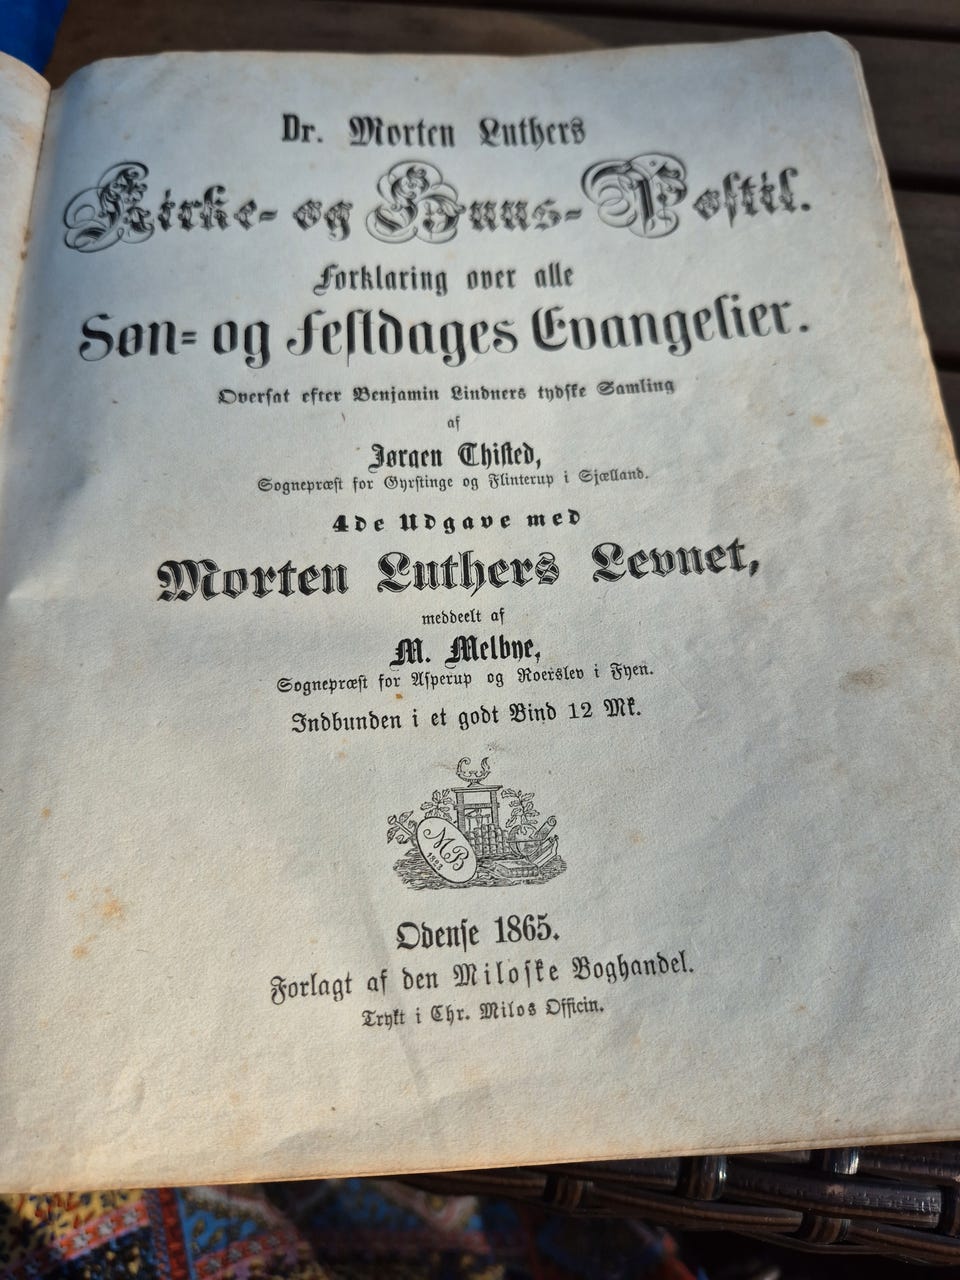 Dr. Morten Luthers
Kirke- og Huus-Postil.
Forklaring over alle
Søn- og Festdages Evangelier.
Oversat efter Benjamin Lindners tydske Samling
af
Jørgen Thisted,
Sognepræst for Gyrstinge og Flinterup i Sjælland.
4de Udgave med
Morten Luthers Levnet,
meddeelt af
M. Melbye,
Sognepræst for Asperup og Roerslev i Fyen.
Indbunden i et godt Bind 12 Mk.
MB
1823
Odense 1865.
Forlagt af den Miloske Boghandel.
Trykt i Chr. Milos Officin.